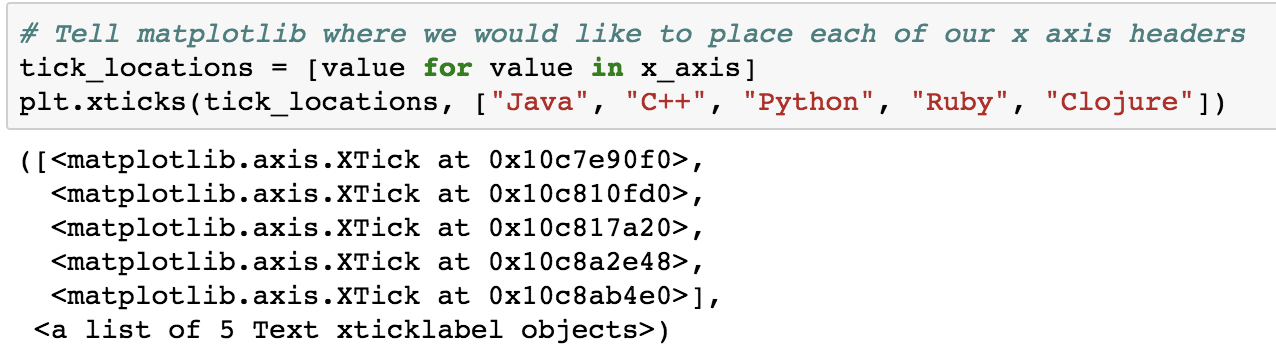 # Tell matplotlib where we would like to place each of our x axis headers
tick_locations = [value for value in x_axis]
plt.xticks(tick_locations, ["Java", "C++", "Python", "Ruby", "Clojure"])
([<matplotlib.axis.XTick at 0x10c7e90f0>,
  <matplotlib.axis.XTick at 0x10c810fd0>,
  <matplotlib.axis.XTick at 0x10c817a20>,
  <matplotlib.axis.XTick at 0x10c8a2e48>,
  <matplotlib.axis.XTick at 0x10c8ab4e0>],
 <a list of 5 Text xticklabel objects>)